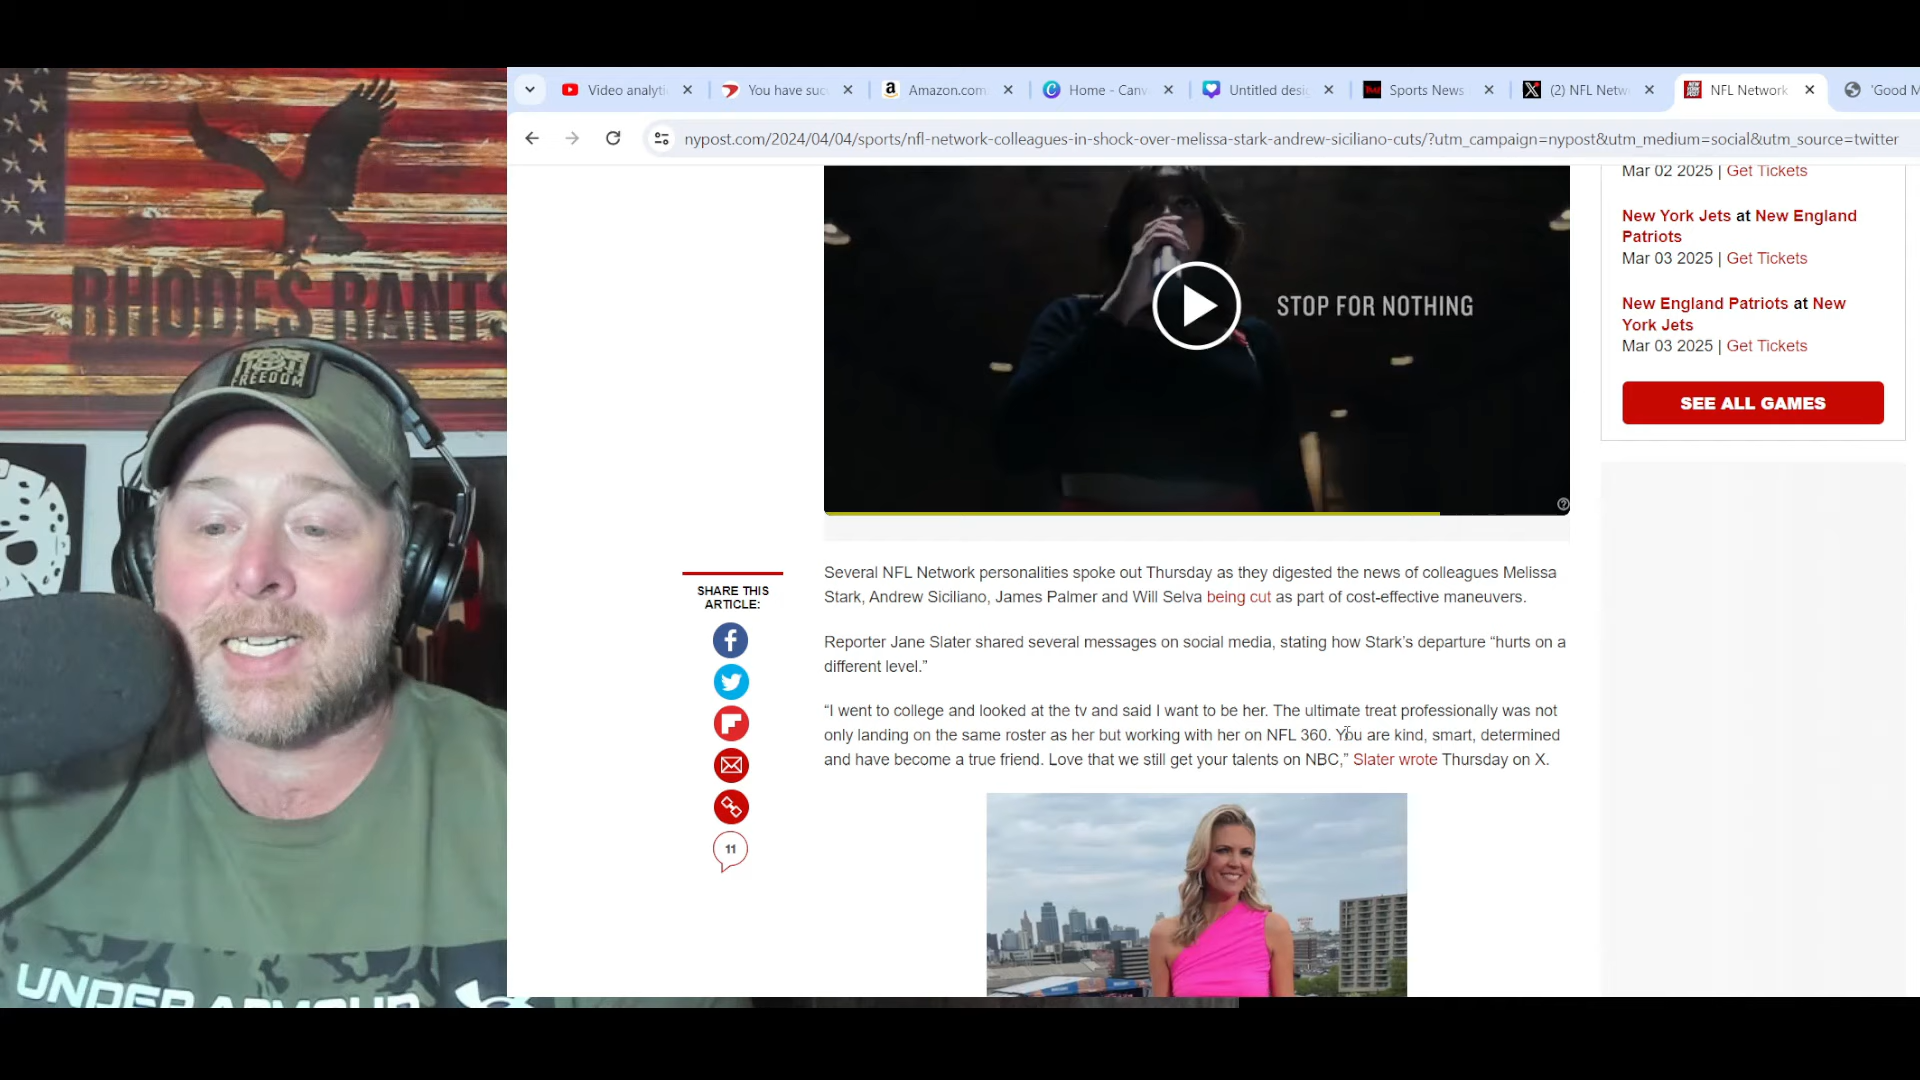 Video analyti
You have suc
Amazon.com
Home - Canv
Untitled desi
Sports News
(2) NFL Netw
NFL Network
'Good M
nypost.com/2024/04/04/sports/nfl-network-colleagues-in-shock-over-melissa-stark-andrew-siciliano-cuts/?utm_campaign=nypost&utm_medium=social&utm_source=twitter
RHODES RANTS
FREEDOM
UNDER ARMOUR
STOP FOR NOTHING
Mar 02 2025 | Get Tickets
New York Jets at New England
Patriots
Mar 03 2025 | Get Tickets
New England Patriots at New
York Jets
Mar 03 2025 | Get Tickets
SEE ALL GAMES
SHARE THIS
ARTICLE:
11
Several NFL Network personalities spoke out Thursday as they digested the news of colleagues Melissa
Stark, Andrew Siciliano, James Palmer and Will Selva being cut as part of cost-effective maneuvers.
Reporter Jane Slater shared several messages on social media, stating how Stark’s departure “hurts on a
different level.”
“I went to college and looked at the tv and said I want to be her. The ultimate treat professionally was not
only landing on the same roster as her but working with her on NFL 360. You are kind, smart, determined
and have become a true friend. Love that we still get your talents on NBC,” Slater wrote Thursday on X.